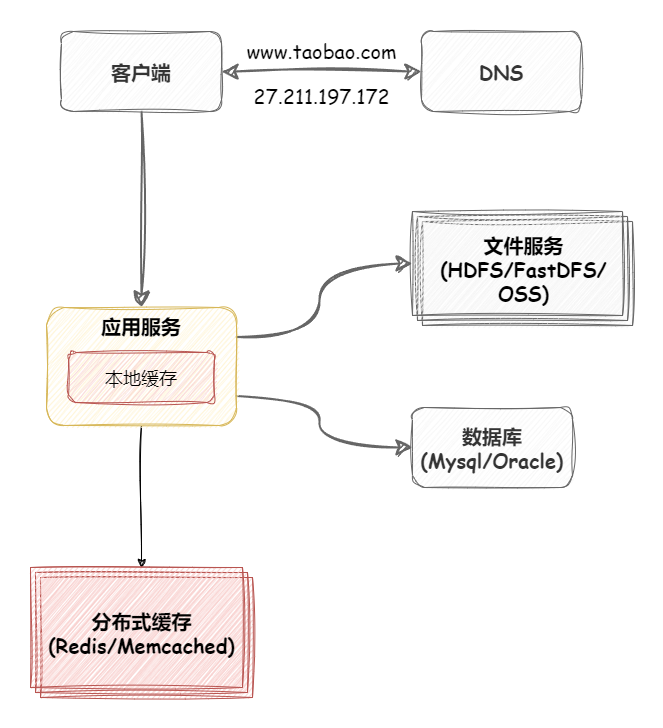 客户端
www.taobao.com
27.211.197.172
DNS
文件服务
(HDFS/FastDFS/
OSS)
应用服务
本地缓存
数据库
(Mysql/Oracle)
分布式缓存
(Redis/Memcached)